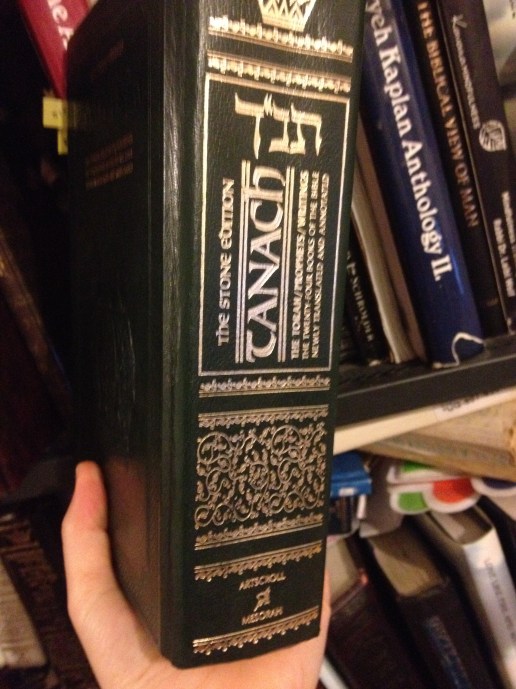 תנ״ך
THE STONE EDITION
TANACH
THE TORAH / PROPHETS / WRITINGS
THE TWENTY-FOUR BOOKS OF THE BIBLE
NEWLY TRANSLATED AND ANNOTATED
ARTSCROLL
MESORAH
yeh Kaplan Anthology II.
THE BIBLICAL VIEW OF MAN